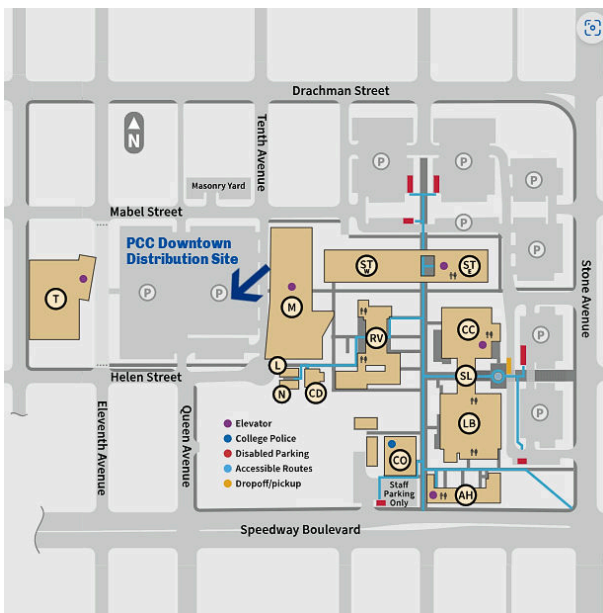 Drachman Street
P
P
Tenth Avenue
N
P
Masonry Yard
Mabel Street
P
PCC Downtown
Distribution Site
P
ST
W
ST
E
T
P
P
M
Stone Avenue
RV
CC
P
L
SL
Helen Street
N
CD
P
Eleventh Avenue
Queen Avenue
LB
Elevator
College Police
Disabled Parking
Accessible Routes
Dropoff/pickup
CO
Staff
Parking
Only
AH
Speedway Boulevard